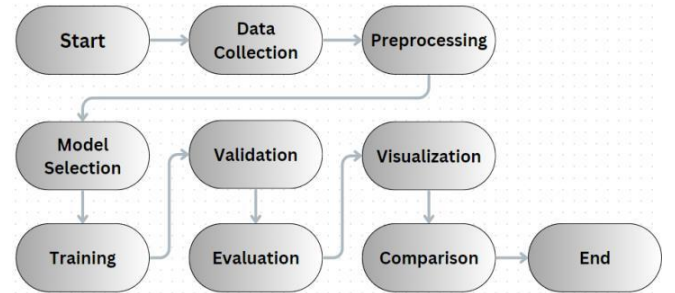 Start
Data
Collection
Preprocessing
Model
Selection
Validation
Visualization
Training
Evaluation
Comparison
End